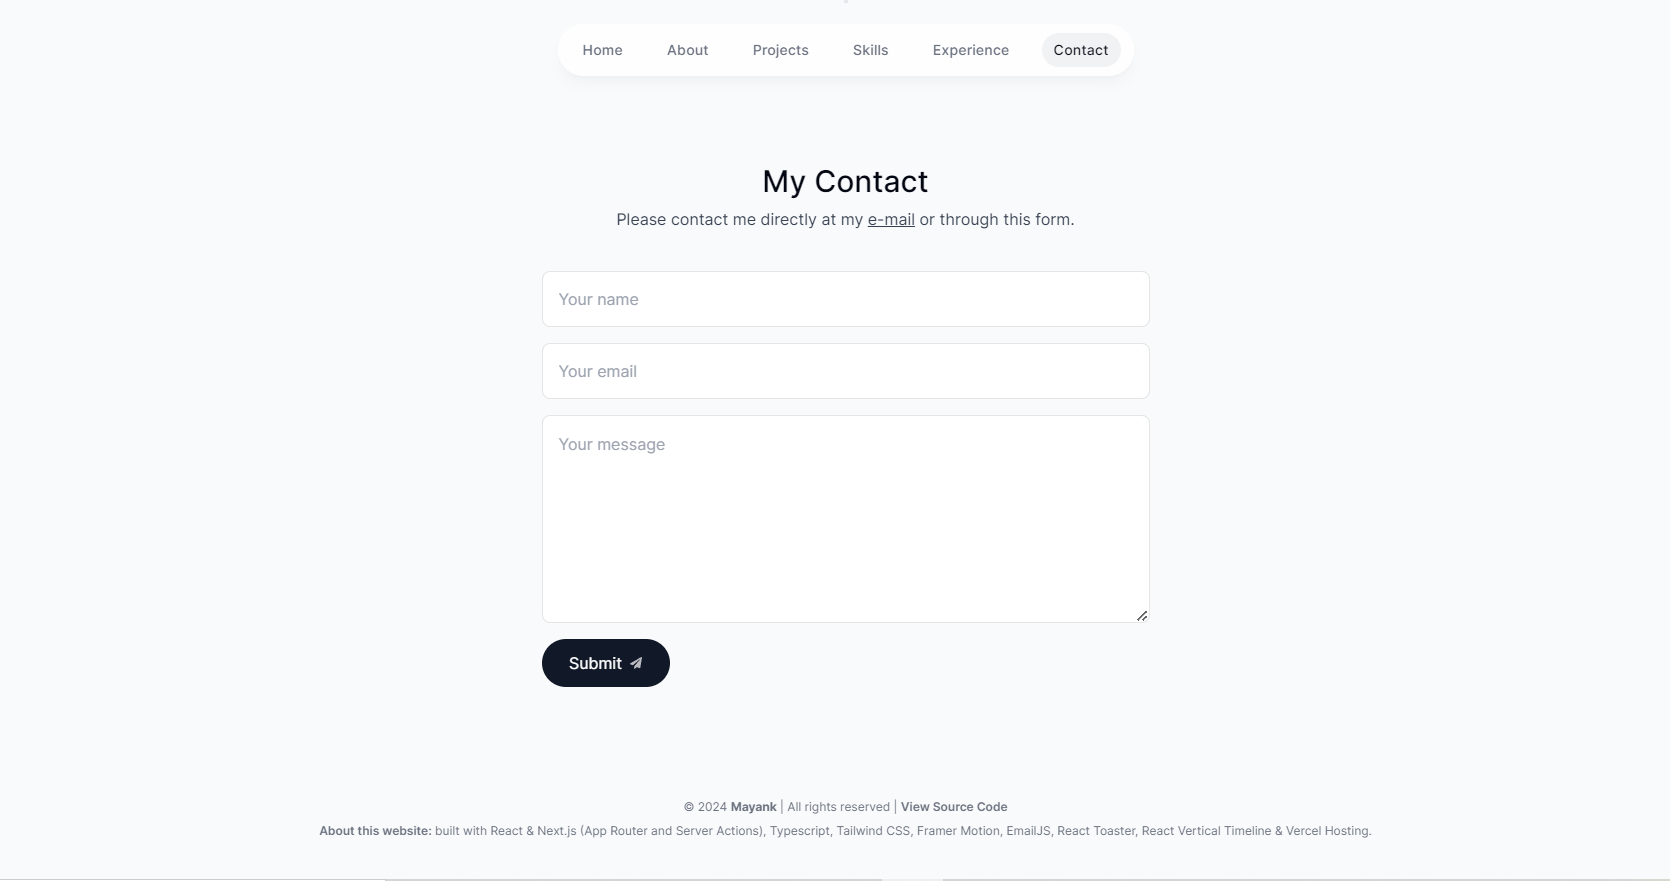 Home About Projects Skills Experience Contact
My Contact
Please contact me directly at my e-mail or through this form.
Your name
Your email
Your message
Submit
© 2024 Mayank | All rights reserved | View Source Code
About this website: built with React & Next.js (App Router and Server Actions), Typescript, Tailwind CSS, Framer Motion, EmailJS, React Toaster, React Vertical Timeline & Vercel Hosting.